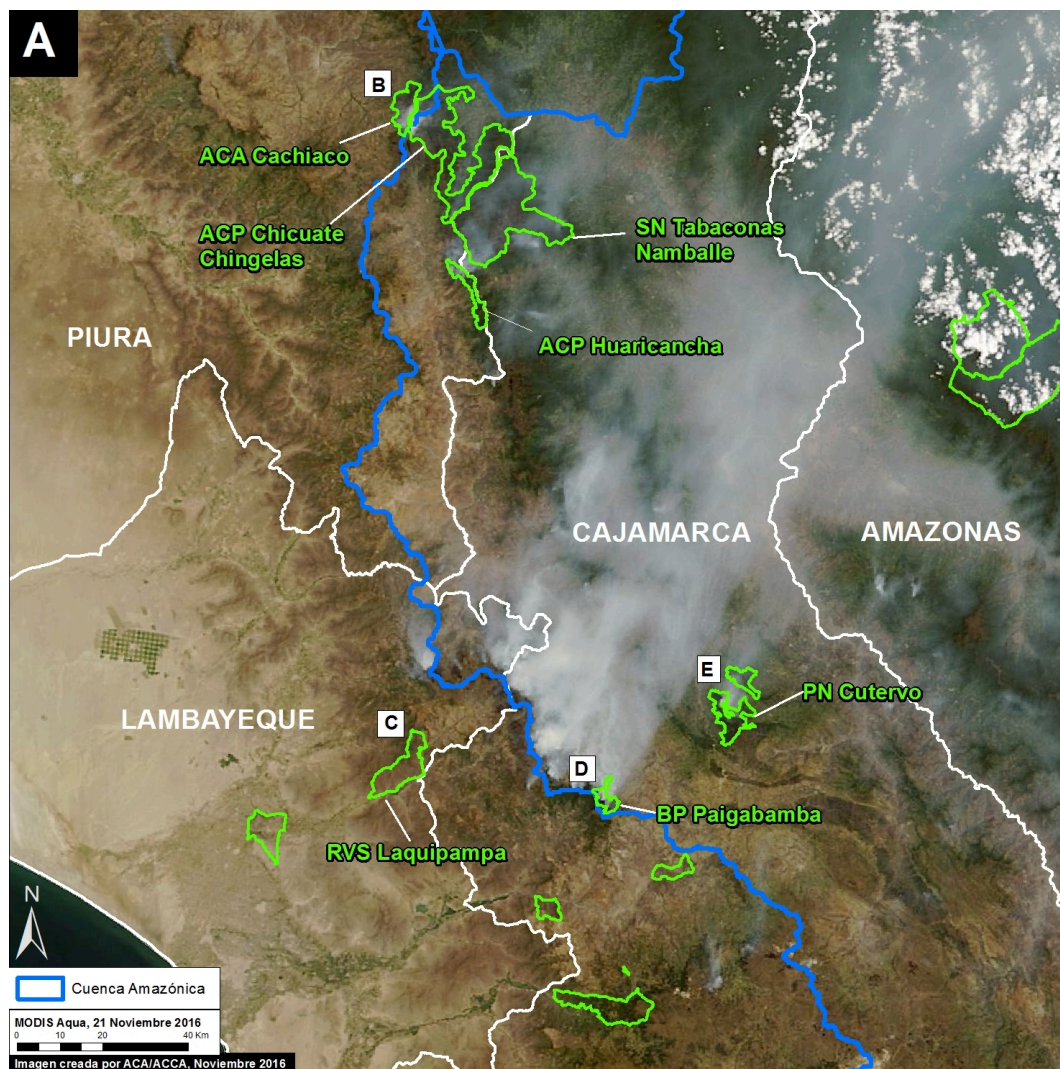 A
B
ACA Cachiaco
ACP Chicuate
Chingelas
SN Tabaconas
Namballe
PIURA
ACP Huaricancha
CAJAMARCA
AMAZONAS
E
PN Cutervo
LAMBAYEQUE
C
D
BP Paigabamba
RVS Laquipampa
N
Cuenca Amazónica
MODIS Aqua, 21 Noviembre 2016
0 10 20 40 Km
Imagen creada por ACA/ACCA, Noviembre 2016